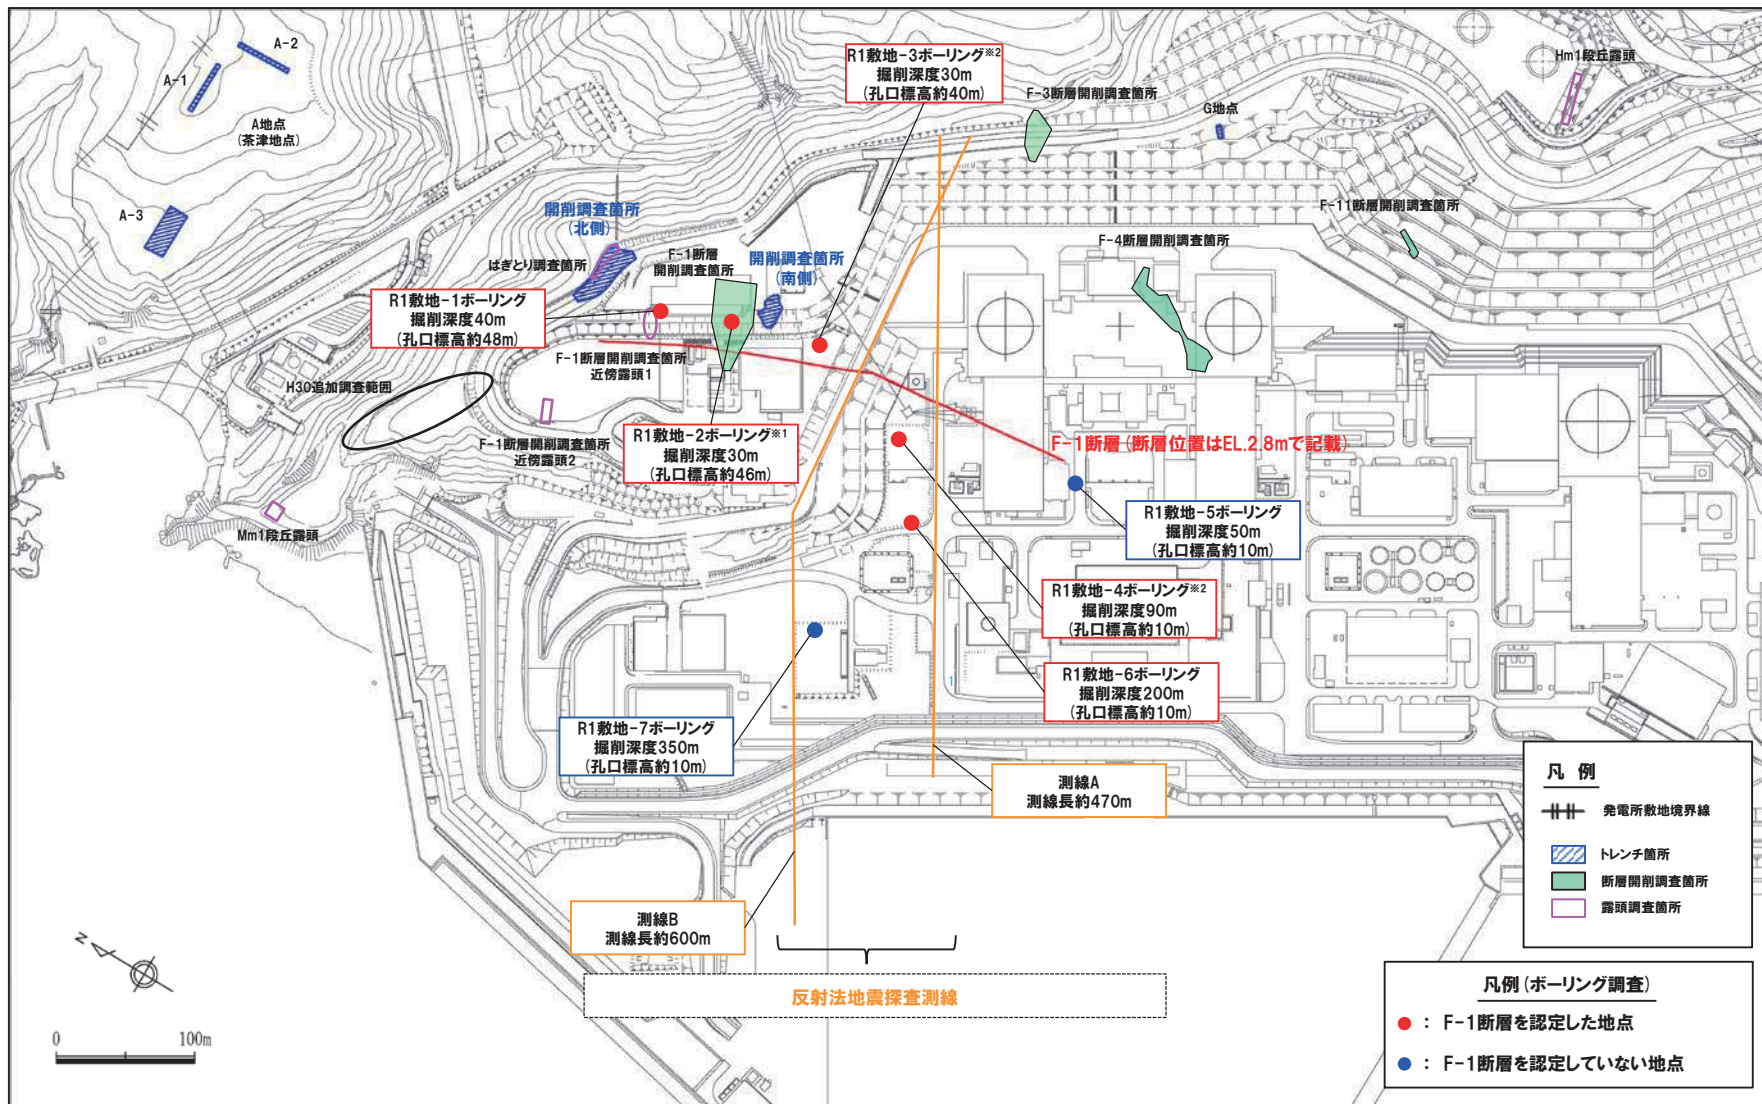 A-2
A-1
A地点
(茶津地点)
A-3
R1敷地-3ボーリング※2
掘削深度30m
(孔口標高約40m)
F-3断層開削調査箇所
G地点
Hm1段丘露頭
F-11断層開削調査箇所
F-4断層開削調査箇所
開削調査箇所
(北側)
はぎとり調査箇所
F-1断層
開削調査箇所
開削調査箇所
(南側)
R1敷地-1ボーリング
掘削深度40m
(孔口標高約48m)
F-1断層開削調査箇所
近傍露頭1
H30追加調査範囲
F-1断層開削調査箇所
近傍露頭2
R1敷地-2ボーリング※1
掘削深度30m
(孔口標高約46m)
F-1断層(断層位置はEL.2.8mで記載)
Mm1段丘露頭
R1敷地-5ボーリング
掘削深度50m
(孔口標高約10m)
R1敷地-4ボーリング※2
掘削深度90m
(孔口標高約10m)
R1敷地-6ボーリング
掘削深度200m
(孔口標高約10m)
1
R1敷地-7ボーリング
掘削深度350m
(孔口標高約10m)
測線A
測線長約470m
測線B
測線長約600m
反射法地震探査測線
N
0
100m
凡 例
発電所敷地境界線
トレンチ箇所
断層開削調査箇所
露頭調査箇所
凡例(ボーリング調査)
● : F-1断層を認定した地点
● : F-1断層を認定していない地点